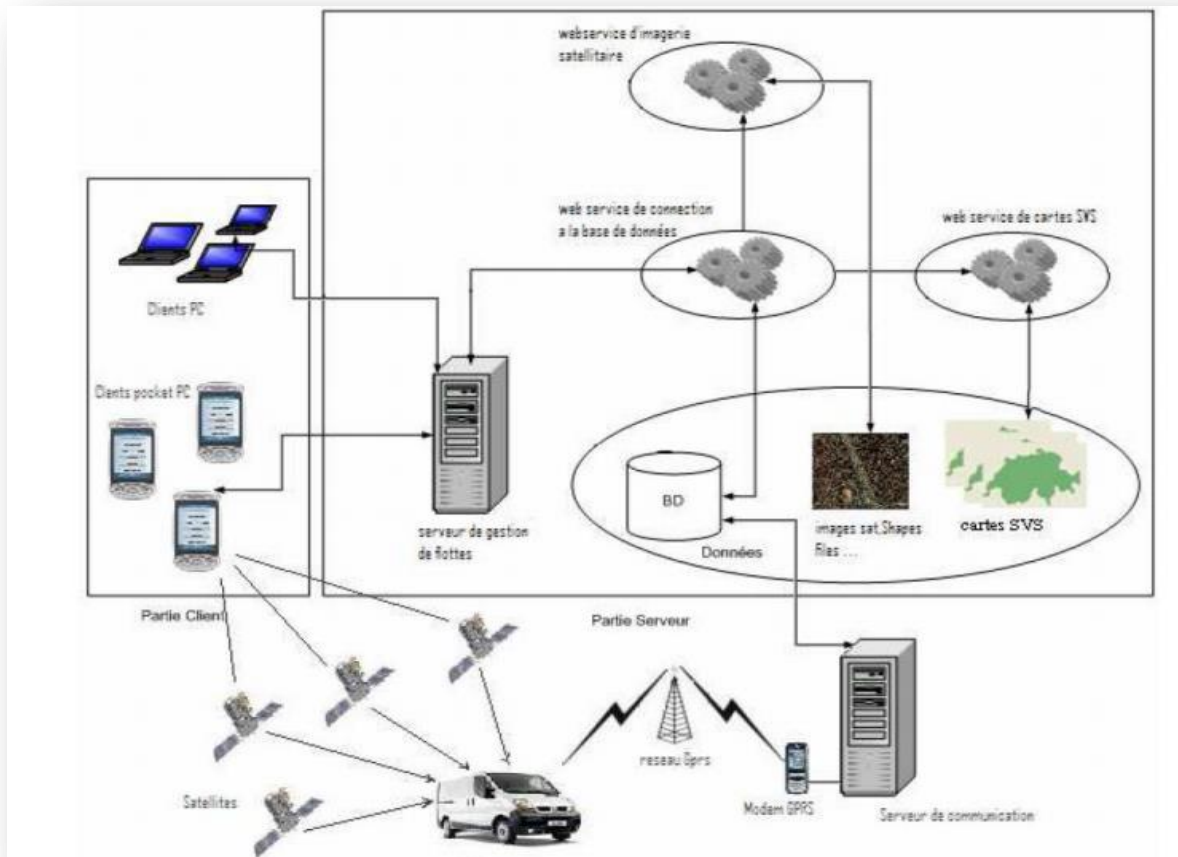 webservice d'imagerie
satellitaire
web service de connection
a la base de données
web service de cartes SVS
Clients PC
Clients pocket PC
serveur de gestion
de flottes
BD
Données
images sat,Shapes
files ...
cartes SVS
Partie Client
Partie Serveur
Satellites
reseau Gprs
Modem GPRS
Serveur de communication